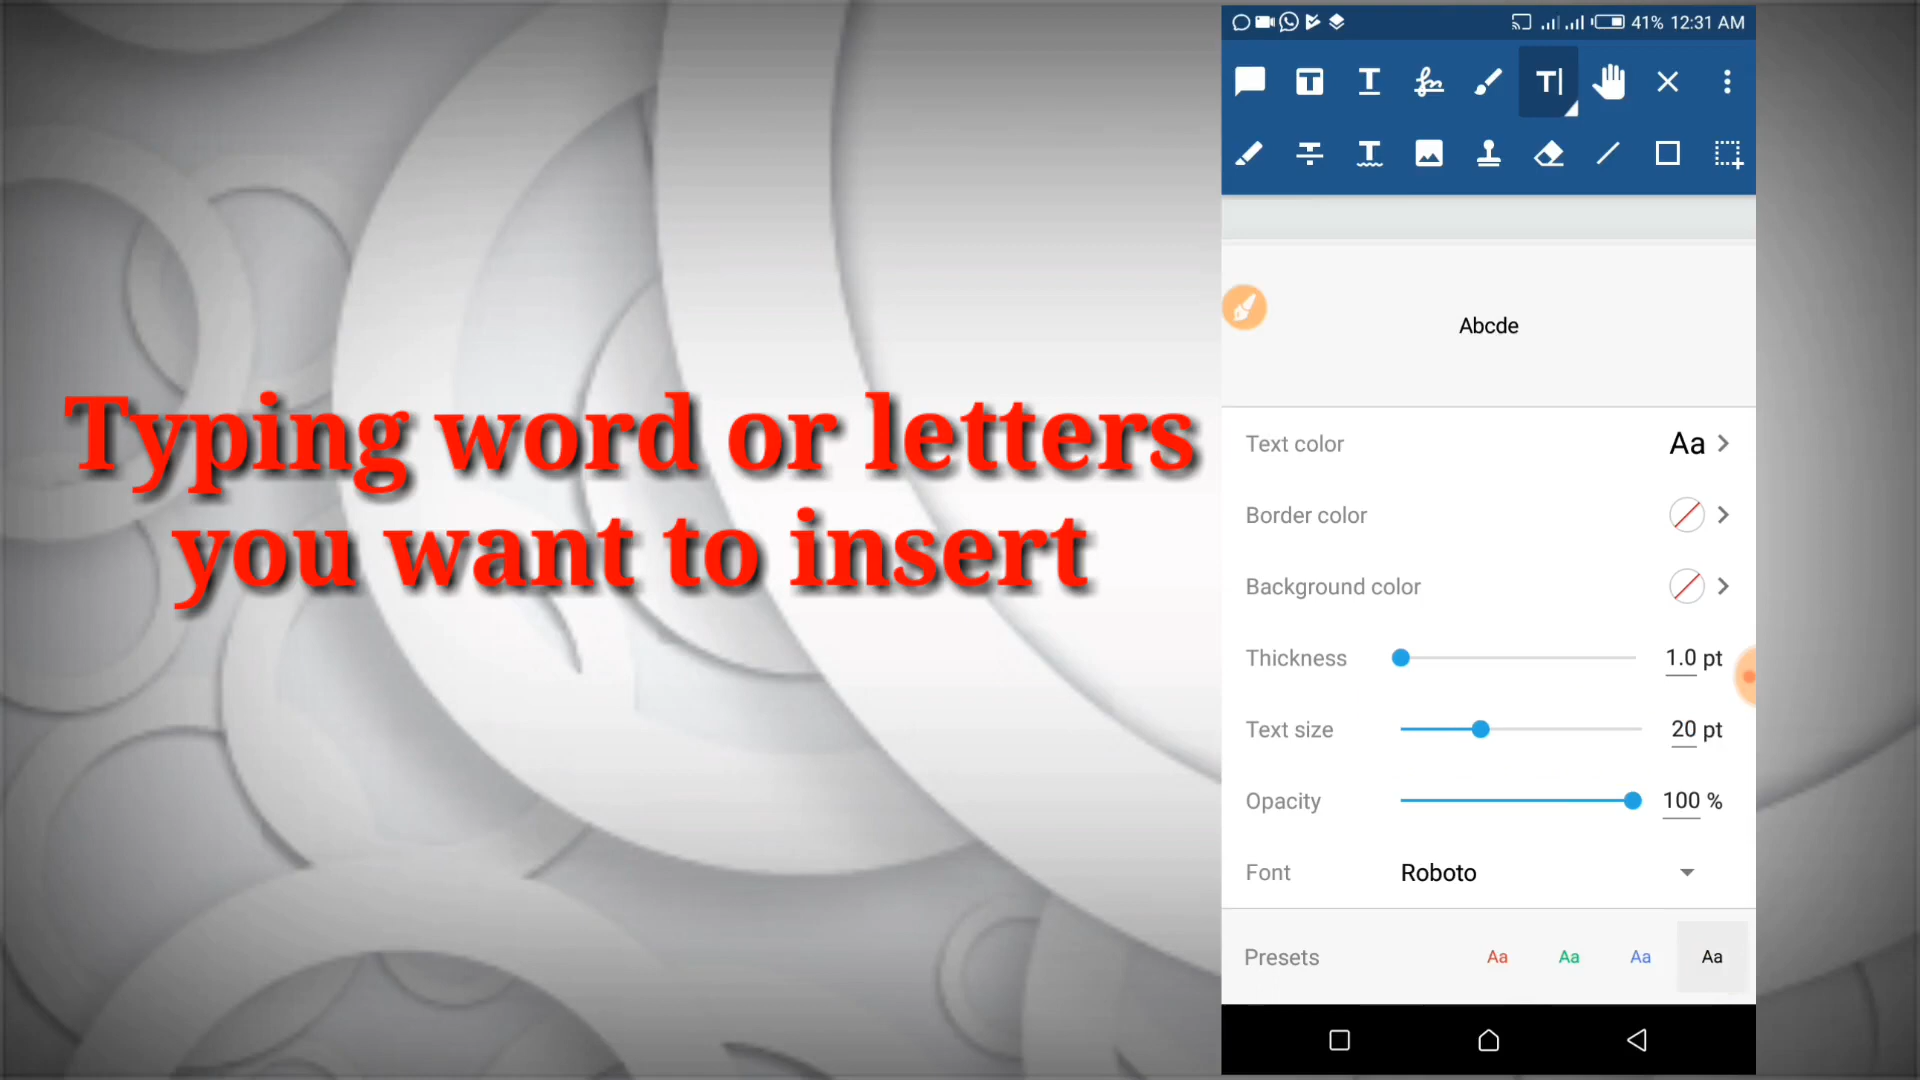 41% 12:31 AM
T|
Abcde
Typing word or letters
you want to insert
Text color Aa
Border color
Background color
Thickness 1.0 pt
Text size 20 pt
Opacity 100 %
Font Roboto
Presets Aa Aa Aa Aa